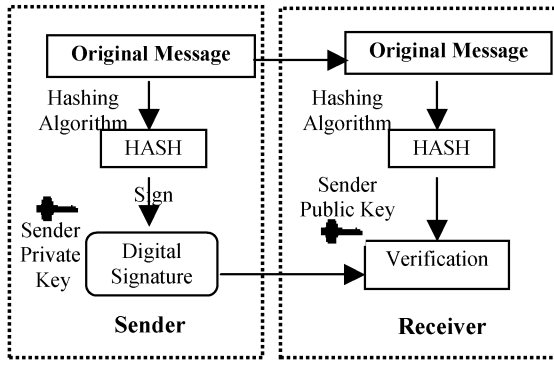 Original Message
Hashing
Algorithm
HASH
Sign
Sender
Private
Key
Digital
Signature
Sender
Original Message
Hashing
Algorithm
HASH
Sender
Public Key
Verification
Receiver